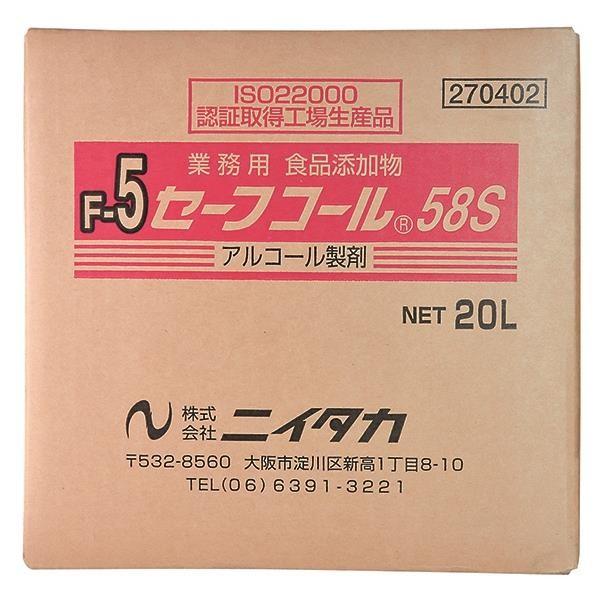 ISO22000
認証取得工場生産品
270402
業務用 食品添加物
F-5 セーフコール® 58S
アルコール製剤
NET 20L
株式会社 ニイタカ
〒532-8560 大阪市淀川区新高1丁目8-10
TEL(06)6391-3221